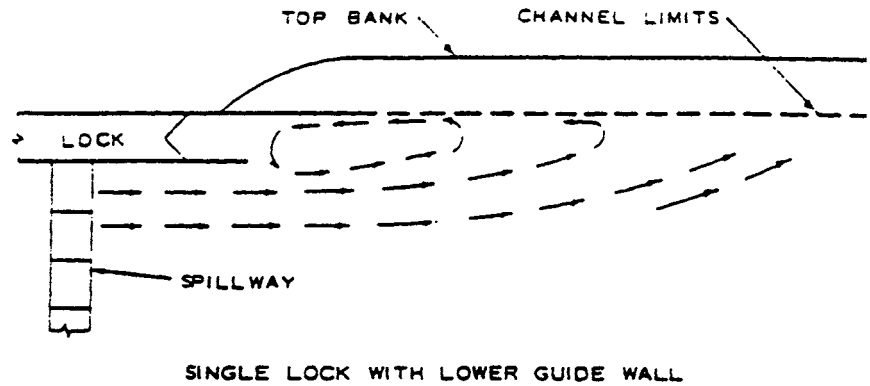 TOP BANK
CHANNEL LIMITS
LOCK
SPILLWAY
SINGLE LOCK WITH LOWER GUIDE WALL